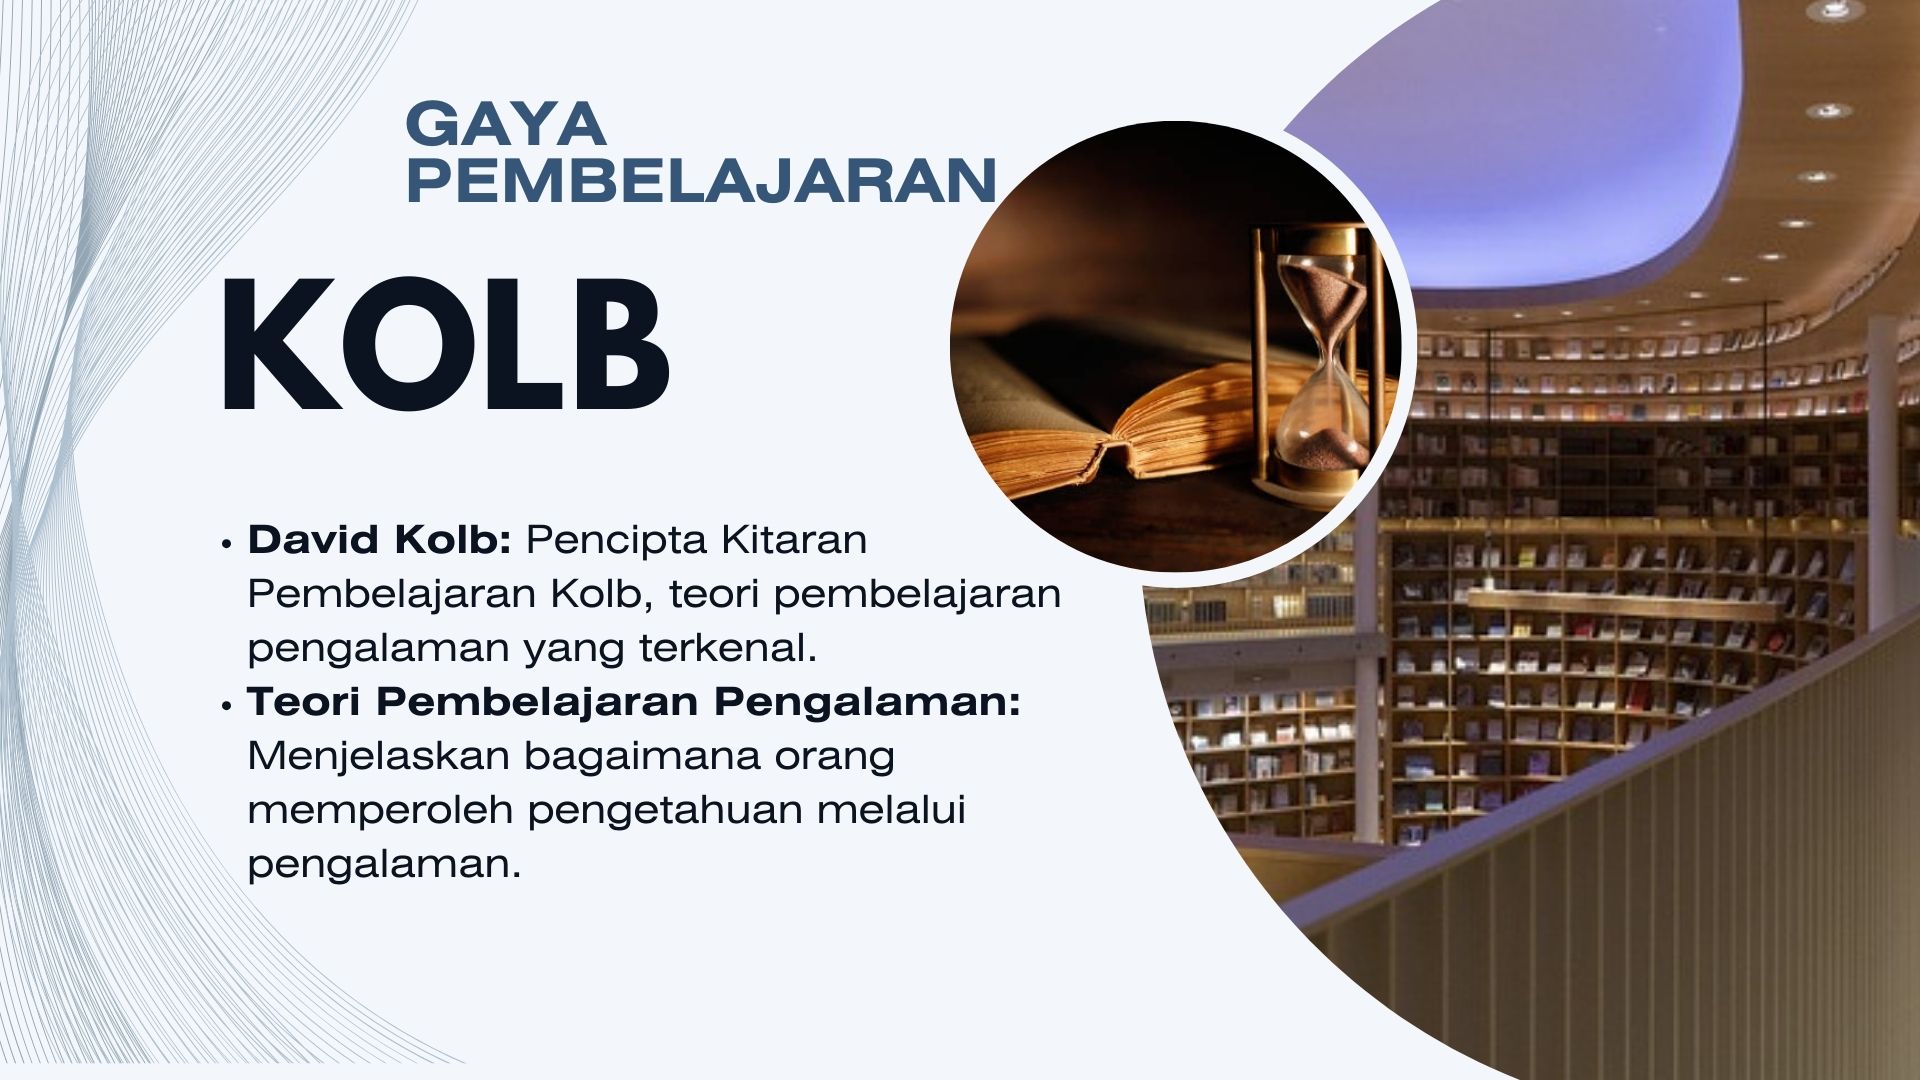 GAYA
PEMBELAJARAN
KOLB
• David Kolb: Pencipta Kitaran
Pembelajaran Kolb, teori pembelajaran
pengalaman yang terkenal.
• Teori Pembelajaran Pengalaman:
Menjelaskan bagaimana orang
memperoleh pengetahuan melalui
pengalaman.